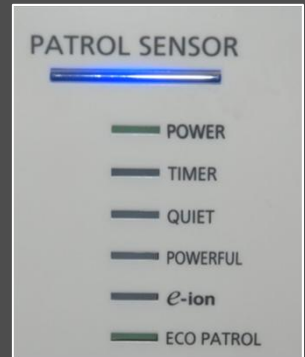 PATROL SENSOR
POWER
TIMER
QUIET
POWERFUL
e-ion
ECO PATROL